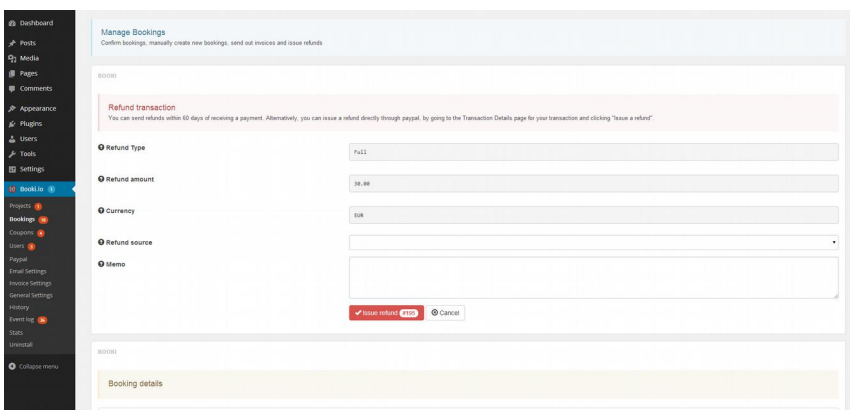 Dashboard
Posts
Media
Pages
Comments
Appearance
Plugins
Users
Tools
Settings
Booki.io 1
Projects 1
Bookings
Coupons
Users
Paypal
Email Settings
Invoice Settings
General Settings
History
Event log
Stats
Uninstall
Collapse menu
Manage Bookings
Confirm bookings, manually create new bookings, send out invoices and issue refunds
BOOKI
Refund transaction
You can send refunds within 60 days of receiving a payment. Alternatively, you can issue a refund directly through paypal, by going to the Transaction Details page for your transaction and clicking "Issue a refund".
Refund Type
Full
Refund amount
30.00
Currency
EUR
Refund source
Memo
Issue refund #195 Cancel
BOOKI
Booking details